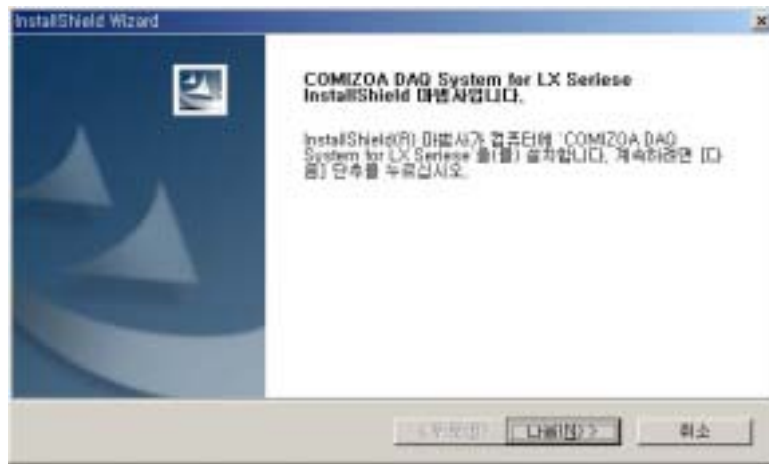 InstallShield Wizard
COMIZOA DAQ System for LX Seriese
InstallShield 마법사입니다.
InstallShield(R) 마법사가 컴퓨터에 'COMIZOA DAQ
System for LX Seriese 을(를) 설치합니다. 계속하려면 [다
음] 단추를 누르십시오.
다음(N) >
취소